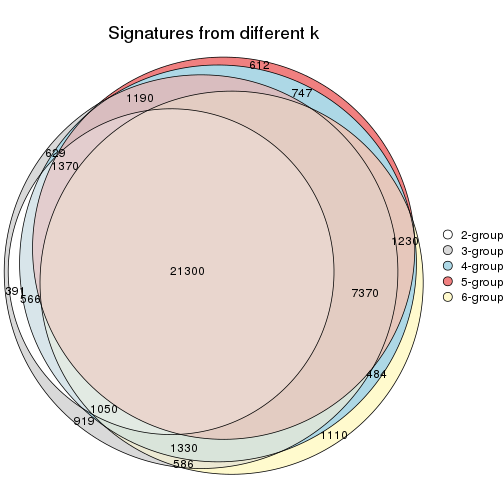 Signatures from different k
612
747
1190
629
1370
1230
21300
7370
391
566
484
1050
919
1110
1330
586
2-group
3-group
4-group
5-group
6-group